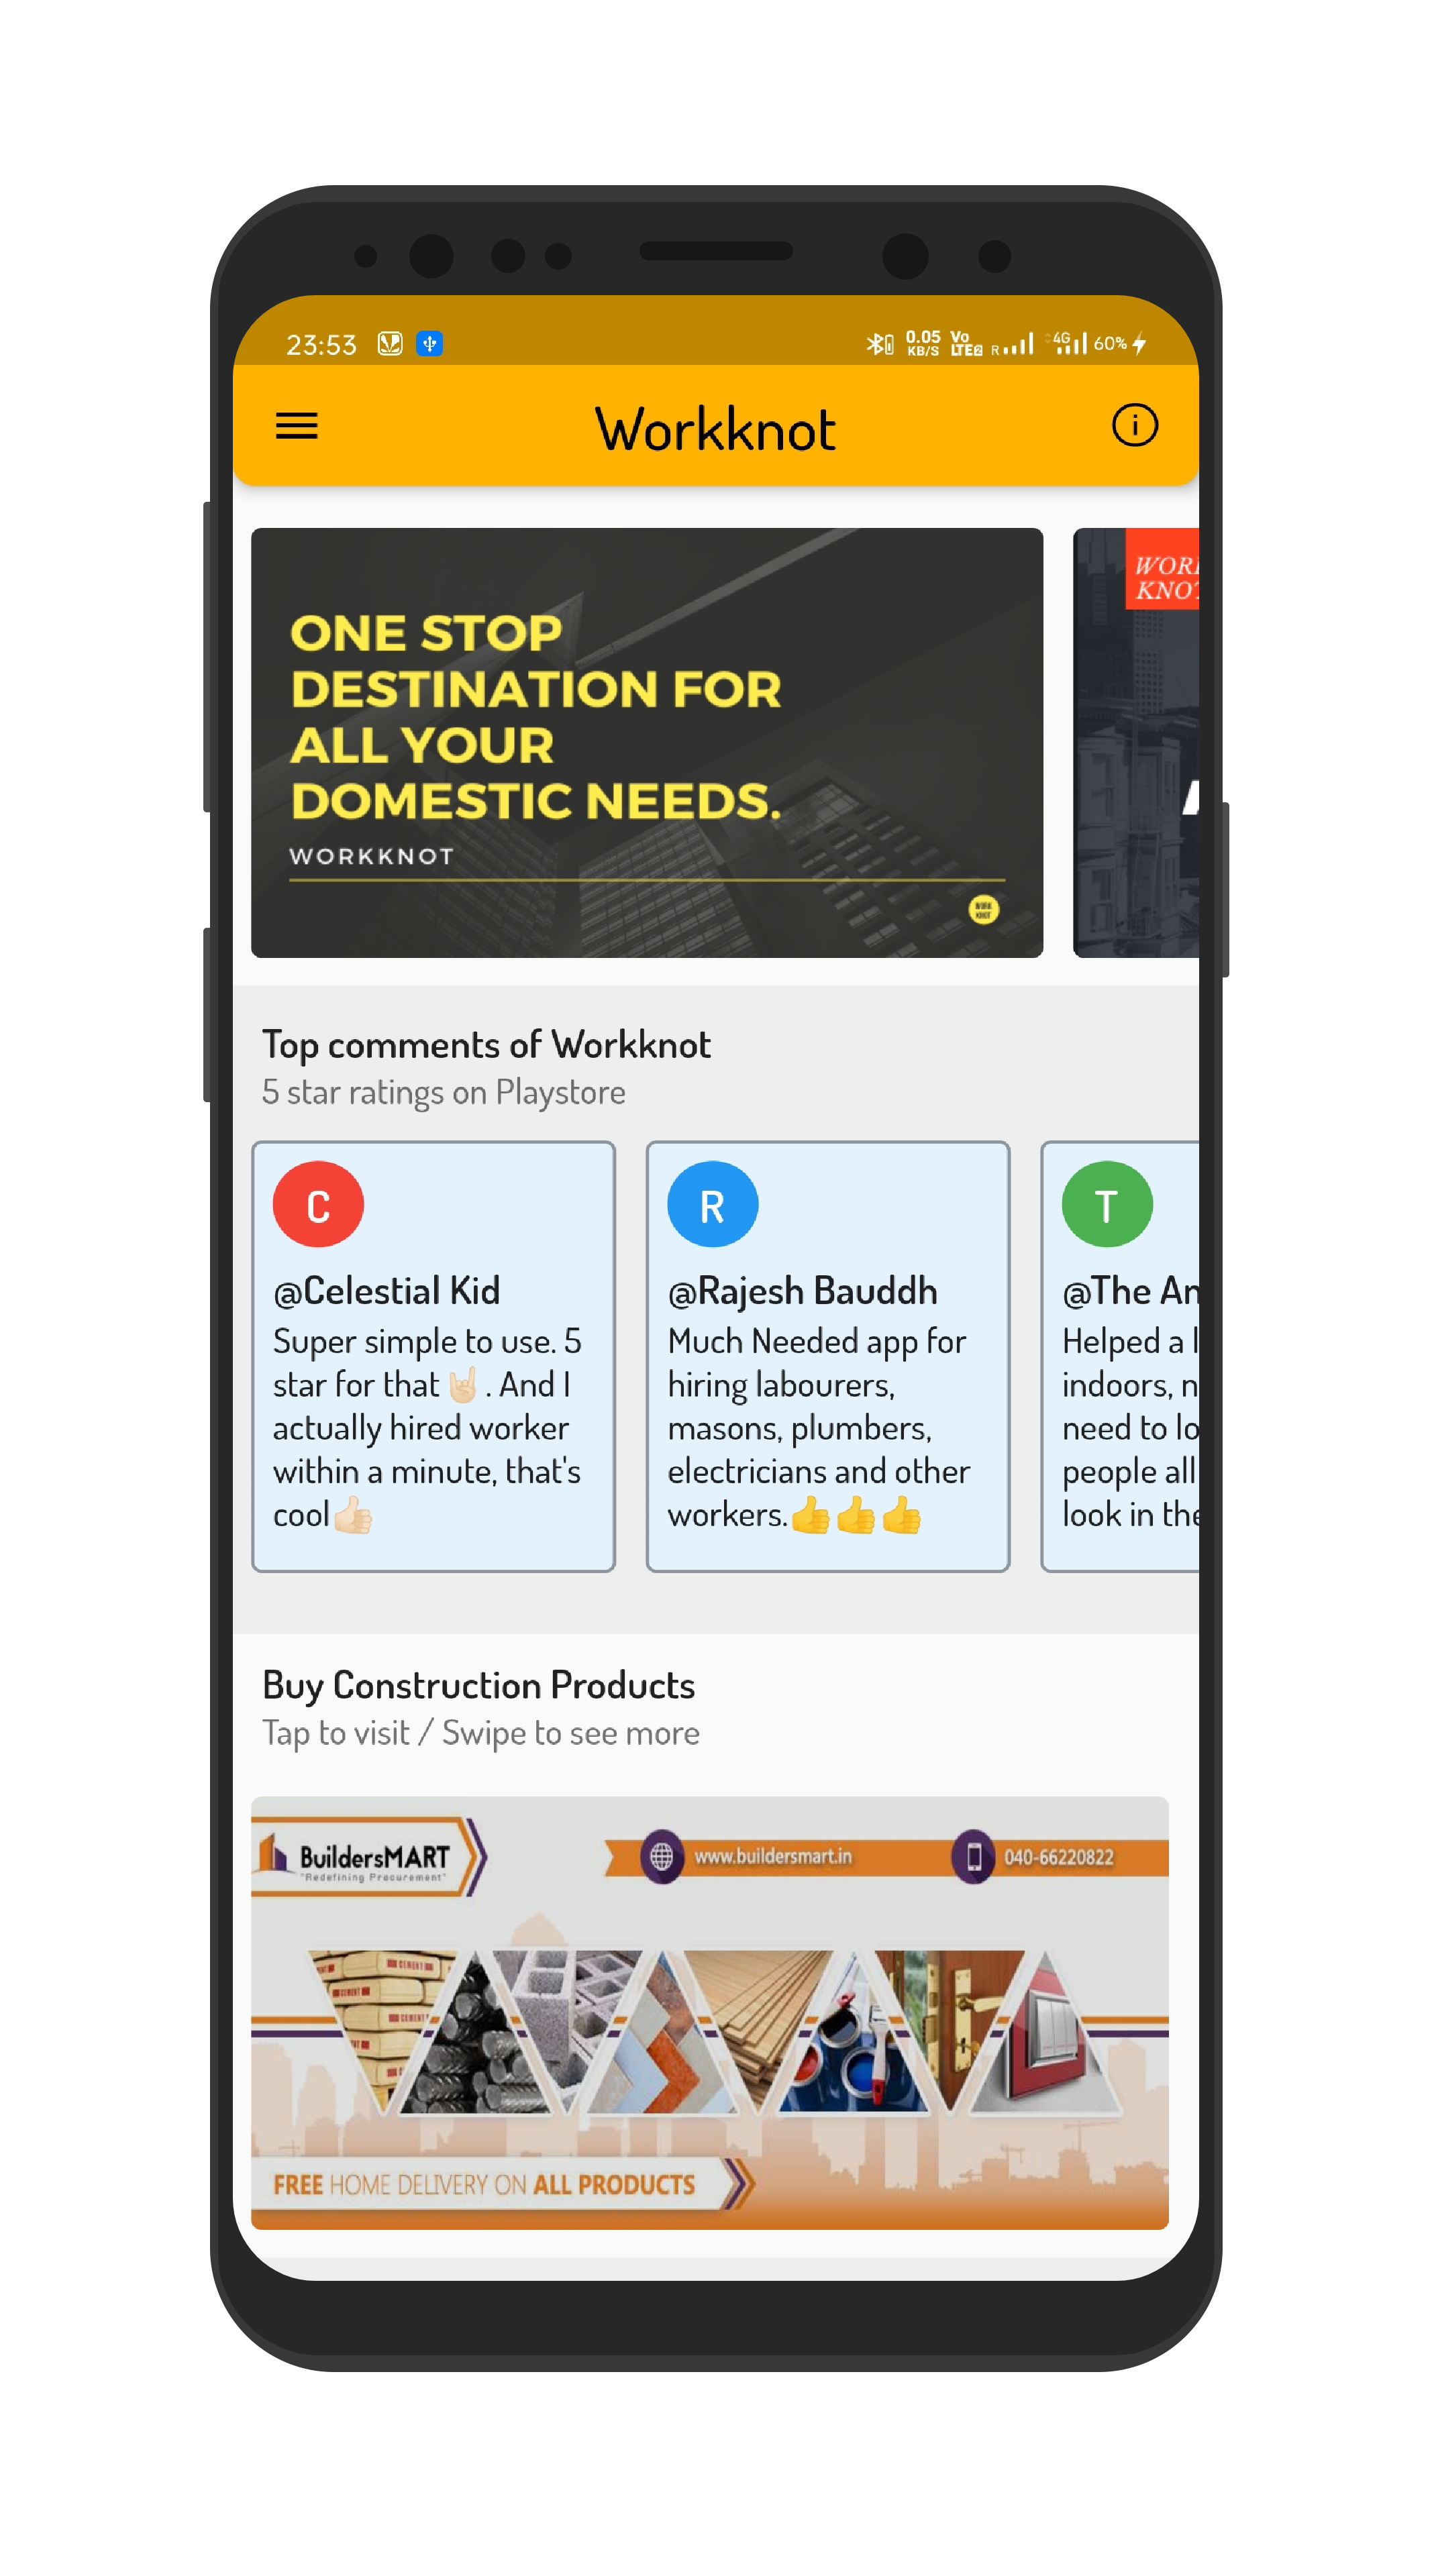 23:53 0.05 KB/S Vo LTE2 R 4G 60%
Workknot
ONE STOP
DESTINATION FOR
ALL YOUR
DOMESTIC NEEDS.
WORKKNOT
WORK
KNOT
Top comments of Workknot
5 star ratings on Playstore
C
@Celestial Kid
Super simple to use. 5
star for that 🤘🏻 . And I
actually hired worker
within a minute, that's
cool👍🏻
R
@Rajesh Bauddh
Much Needed app for
hiring labourers,
masons, plumbers,
electricians and other
workers.👍👍👍
T
@The An
Helped a l
indoors, n
need to lo
people all
look in the
Buy Construction Products
Tap to visit / Swipe to see more
BuildersMART
"Redefining Procurement"
www.buildersmart.in
040-66220822
CEMENT
CEMENT
CEMENT
FREE HOME DELIVERY ON ALL PRODUCTS